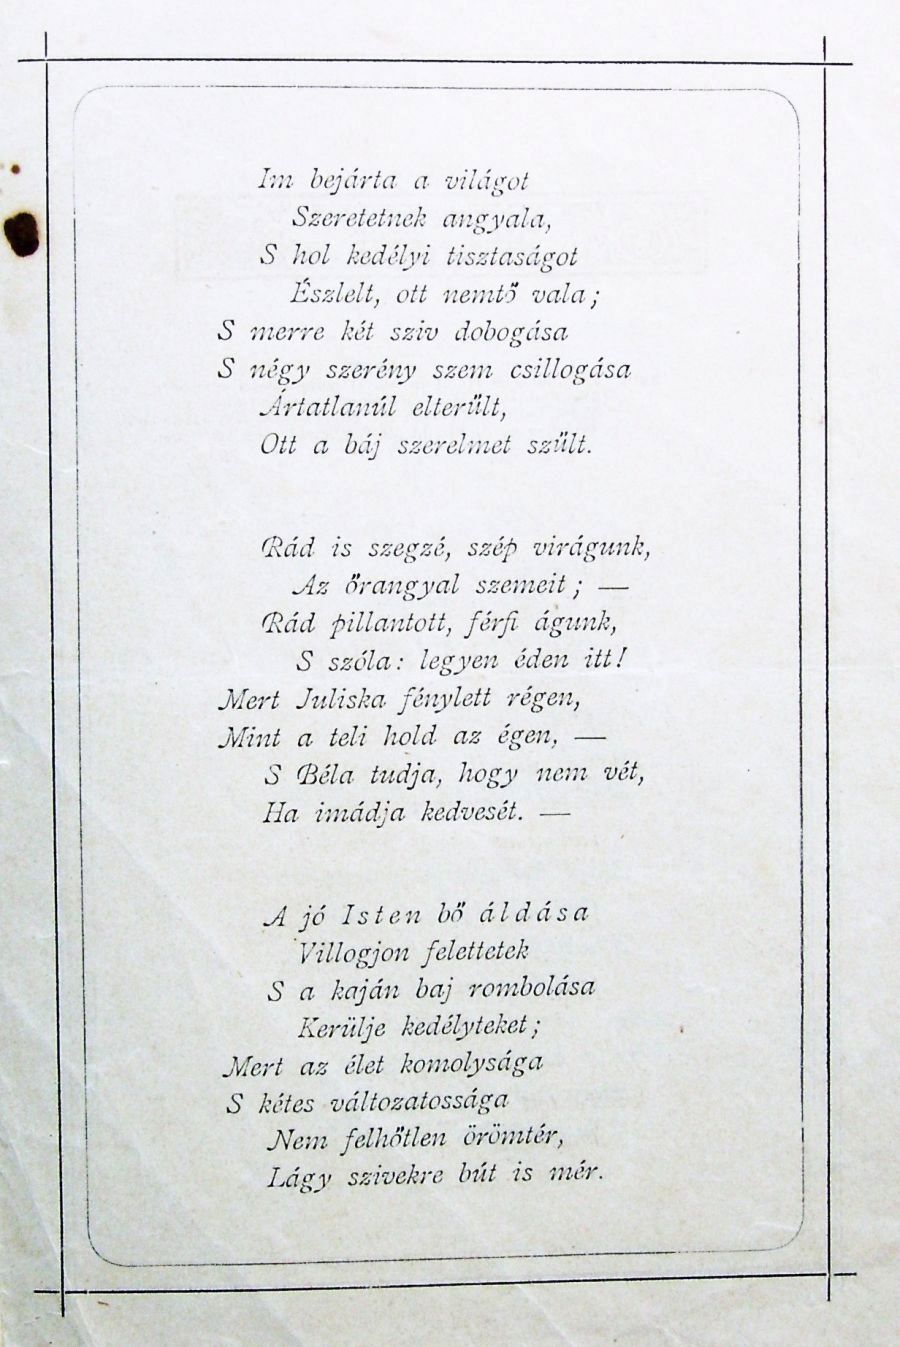 Im bejárta a világot
Szeretetnek angyala,
S hol kedélyi tisztaságot
Észlelt, ott nemtő vala;
S merre két sziv dobogása
S négy szerény szem csillogása
Ártatlanúl elterűlt,
Ott a báj szerelmet szűlt.
Rád is szegzé, szép virágunk,
Az őrangyal szemeit; —
Rád pillantott, férfi águnk,
S szóla: legyen éden itt!
Mert Juliska fénylett régen,
Mint a teli hold az égen, —
S Béla tudja, hogy nem vét,
Ha imádja kedvesét. —
A jó Isten bő áldása
Villogjon felettetek
S a kaján baj rombolása
Kerülje kedélyteket;
Mert az élet komolysága
S kétes változatossága
Nem felhőtlen örömtér,
Lágy szivekre bút is mér.